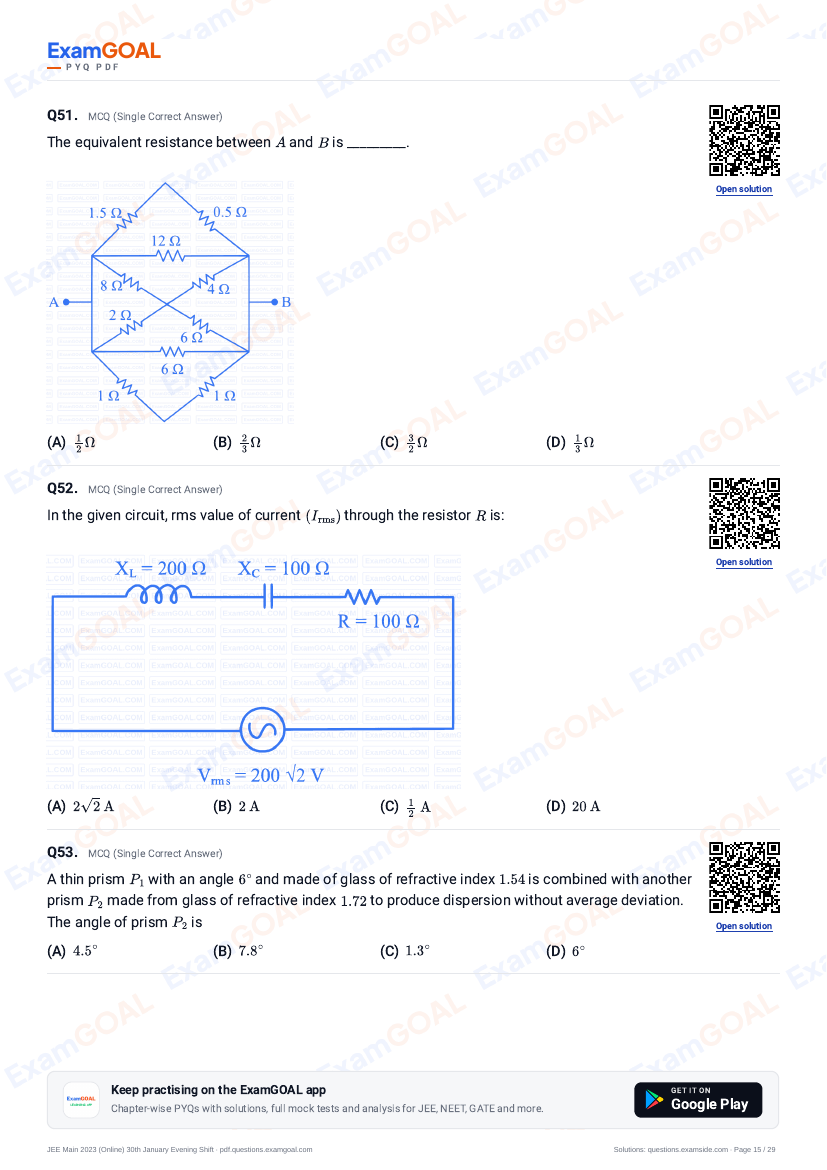 ExamGOAL
PYQ PDF
Q51. MCQ (Single Correct Answer)
The equivalent resistance between A and B is ________.
Open solution
1.5 Ω 0.5 Ω
12 Ω
8 Ω 4 Ω
A B
2 Ω
6 Ω
6 Ω
1 Ω 1 Ω
(A) 1/2 Ω (B) 2/3 Ω (C) 3/2 Ω (D) 1/3 Ω
Q52. MCQ (Single Correct Answer)
In the given circuit, rms value of current (I_rms) through the resistor R is:
Open solution
X_L = 200 Ω X_C = 100 Ω
R = 100 Ω
V_rms = 200 √2 V
(A) 2√2 A (B) 2 A (C) 1/2 A (D) 20 A
Q53. MCQ (Single Correct Answer)
A thin prism P₁ with an angle 6° and made of glass of refractive index 1.54 is combined with another
prism P₂ made from glass of refractive index 1.72 to produce dispersion without average deviation.
The angle of prism P₂ is
Open solution
(A) 4.5° (B) 7.8° (C) 1.3° (D) 6°
Keep practising on the ExamGOAL app
Chapter-wise PYQs with solutions, full mock tests and analysis for JEE, NEET, GATE and more.
ExamGOAL
GET IT ON
Google Play
JEE Main 2023 (Online) 30th January Evening Shift · pdf.questions.examgoal.com
Solutions: questions.examside.com · Page 15 / 29